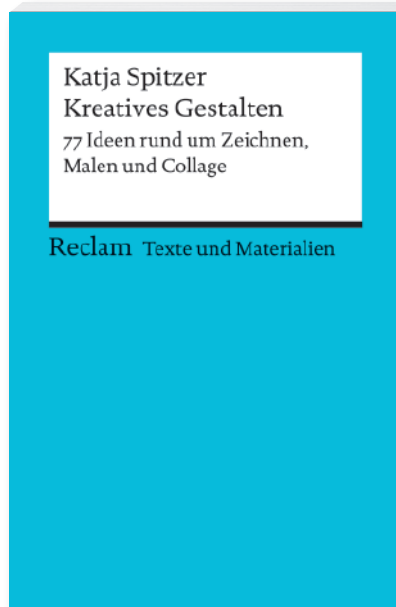 Katja Spitzer
Kreatives Gestalten
77 Ideen rund um Zeichnen,
Malen und Collage
Reclam Texte und Materialien